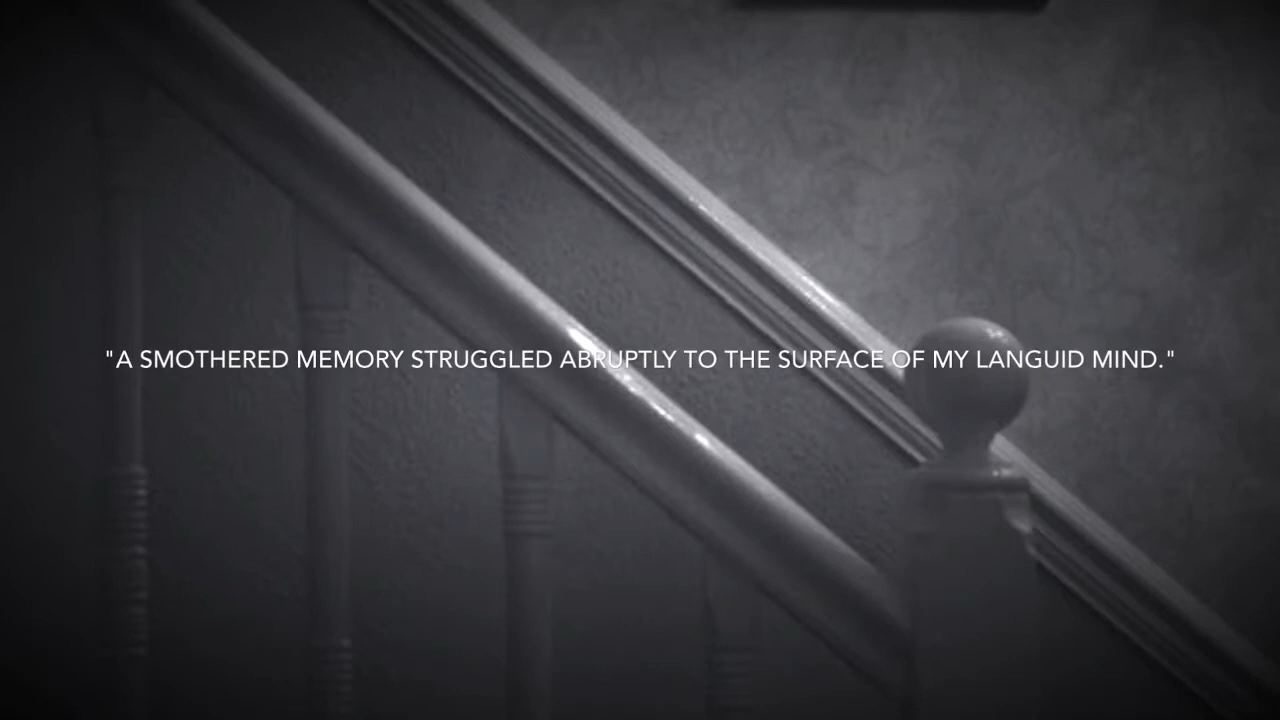 "A SMOTHERED MEMORY STRUGGLED ABRUPTLY TO THE SURFACE OF MY LANGUID MIND."